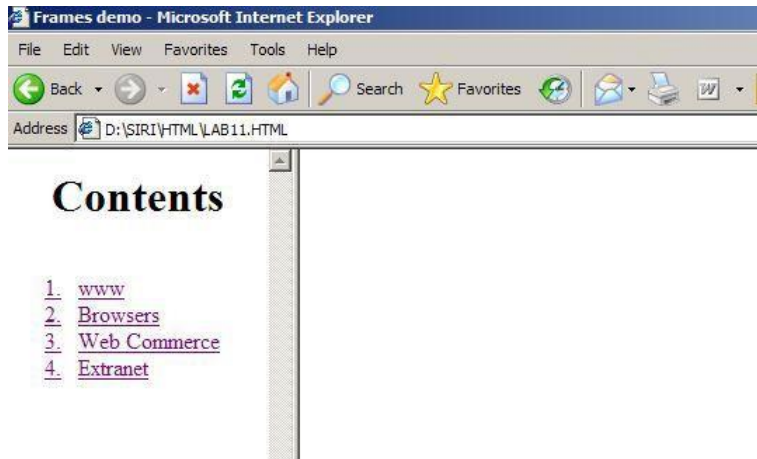 Frames demo - Microsoft Internet Explorer
File Edit View Favorites Tools Help
Back Search Favorites
Address D:\SIRI\HTML\LAB11.HTML
Contents
1. www
2. Browsers
3. Web Commerce
4. Extranet